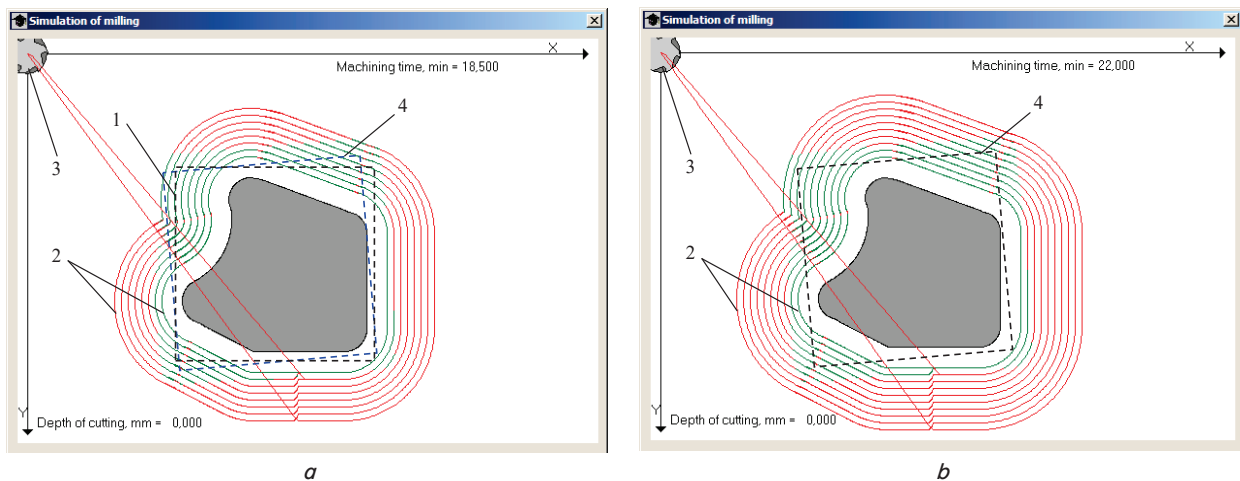 Simulation of milling
X
Machining time, min = 18,500
4
1
3
2
Y
Depth of cutting, mm = 0,000
a
Simulation of milling
X
Machining time, min = 22,000
4
3
2
Y
Depth of cutting, mm = 0,000
b